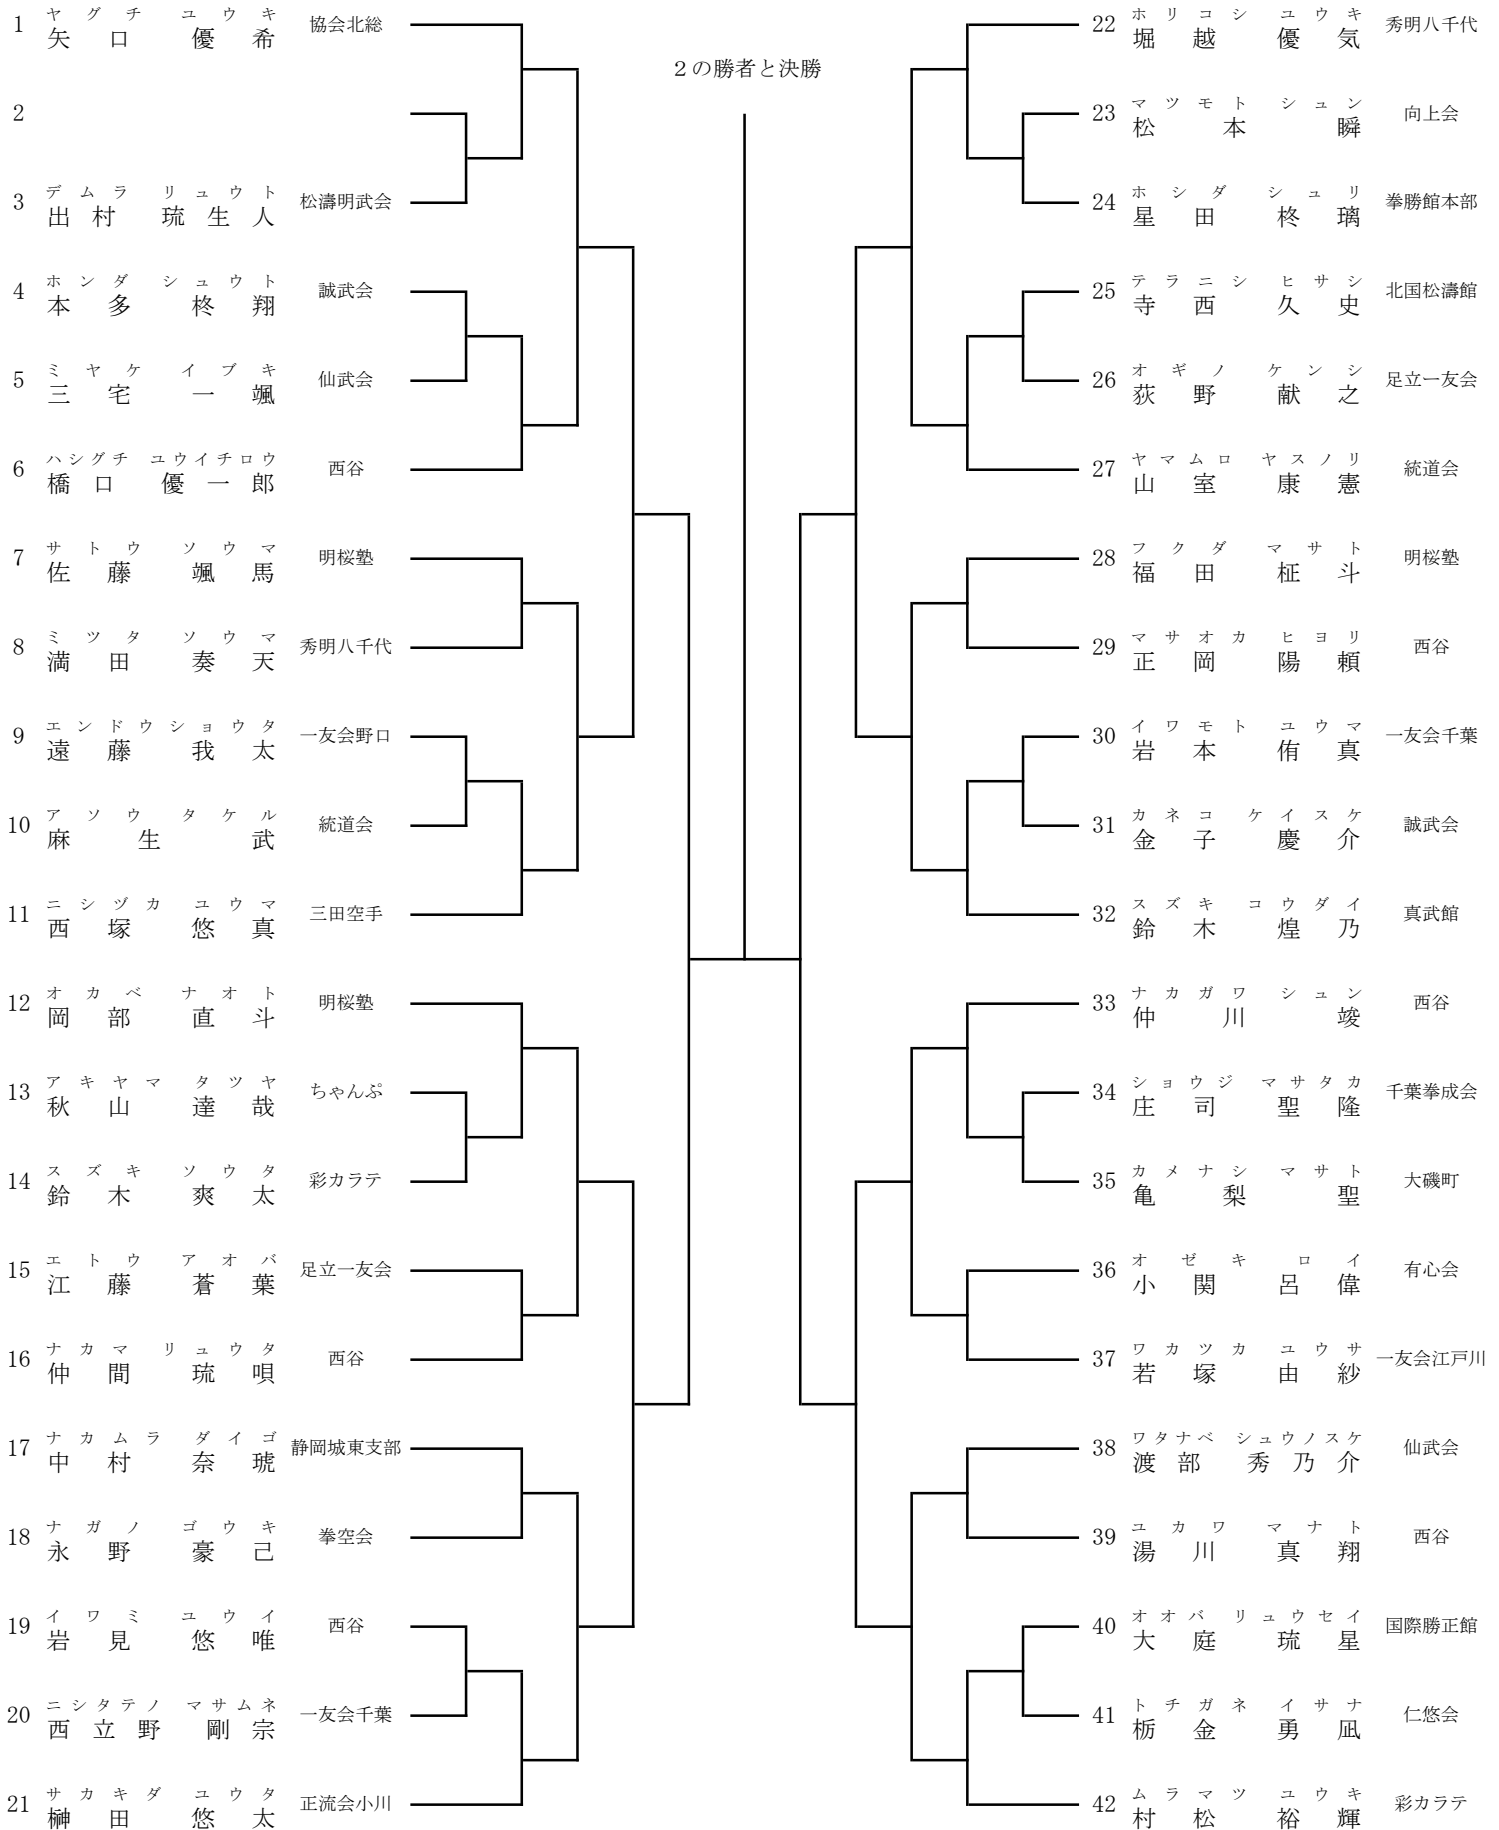 2の勝者と決勝
1 ヤグチ ユウキ 協会北総
矢口 優希
2
3 デムラ リュウト 松濤明武会
出村 琉生人
4 ホンダ シュウト 誠武会
本多 柊翔
5 ミヤケ イブキ 仙武会
三宅 一颯
6 ハシグチ ユウイチロウ 西谷
橋口 優一郎
7 サトウ ソウマ 明桜塾
佐藤 颯馬
8 ミツタ ソウマ 秀明八千代
満田 奏天
9 エンドウショウタ 一友会野口
遠藤 我太
10 アソウ タケル 統道会
麻生 武
11 ニシヅカ ユウマ 三田空手
西塚 悠真
12 オカベ ナオト 明桜塾
岡部 直斗
13 アキヤマ タツヤ ちゃんぷ
秋山 達哉
14 スズキ ソウタ 彩カラテ
鈴木 爽太
15 エトウ アオバ 足立一友会
江藤 蒼葉
16 ナカマ リュウタ 西谷
仲間 琉唄
17 ナカムラ ダイゴ 静岡城東支部
中村 奈琥
18 ナガノ ゴウキ 拳空会
永野 豪己
19 イワミ ユウイ 西谷
岩見 悠唯
20 ニシタテノ マサムネ 一友会千葉
西立野 剛宗
21 サカキダ ユウタ 正流会小川
榊田 悠太
22 ホリコシ ユウキ 秀明八千代
堀越 優気
23 マツモト シュン 向上会
松本 瞬
24 ホシダ シュリ 拳勝館本部
星田 柊璃
25 テラニシ ヒサシ 北国松濤館
寺西 久史
26 オギノ ケンシ 足立一友会
荻野 献之
27 ヤマムロ ヤスノリ 統道会
山室 康憲
28 フクダ マサト 明桜塾
福田 柾斗
29 マサオカ ヒヨリ 西谷
正岡 陽頼
30 イワモト ユウマ 一友会千葉
岩本 侑真
31 カネコ ケイスケ 誠武会
金子 慶介
32 スズキ コウダイ 真武館
鈴木 煌乃
33 ナカガワ シュン 西谷
仲川 竣
34 ショウジ マサタカ 千葉拳成会
庄司 聖隆
35 カメナシ マサト 大磯町
亀梨 聖
36 オゼキ ロイ 有心会
小関 呂偉
37 ワカツカ ユウサ 一友会江戸川
若塚 由紗
38 ワタナベ シュウノスケ 仙武会
渡部 秀乃介
39 ユカワ マナト 西谷
湯川 真翔
40 オオバ リュウセイ 国際勝正館
大庭 琉星
41 トチガネ イサナ 仁悠会
栃金 勇凪
42 ムラマツ ユウキ 彩カラテ
村松 裕輝